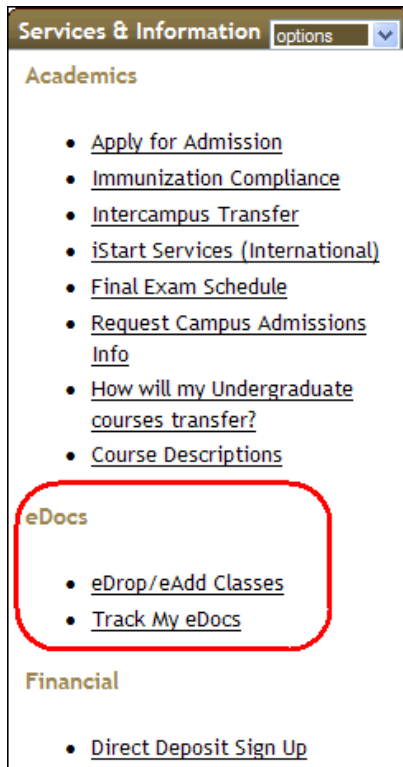 Services & Information options
Academics
• Apply for Admission
• Immunization Compliance
• Intercampus Transfer
• iStart Services (International)
• Final Exam Schedule
• Request Campus Admissions
Info
• How will my Undergraduate
courses transfer?
• Course Descriptions
eDocs
• eDrop/eAdd Classes
• Track My eDocs
Financial
• Direct Deposit Sign Up